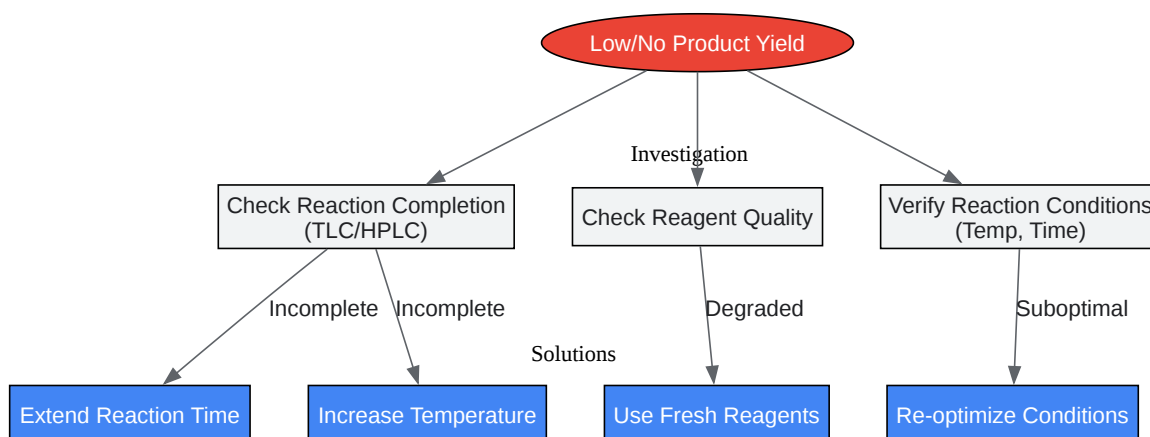 Low/No Product Yield
Investigation
Check Reaction Completion
(TLC/HPLC)
Check Reagent Quality
Verify Reaction Conditions
(Temp, Time)
Incomplete
Incomplete
Degraded
Suboptimal
Solutions
Extend Reaction Time
Increase Temperature
Use Fresh Reagents
Re-optimize Conditions